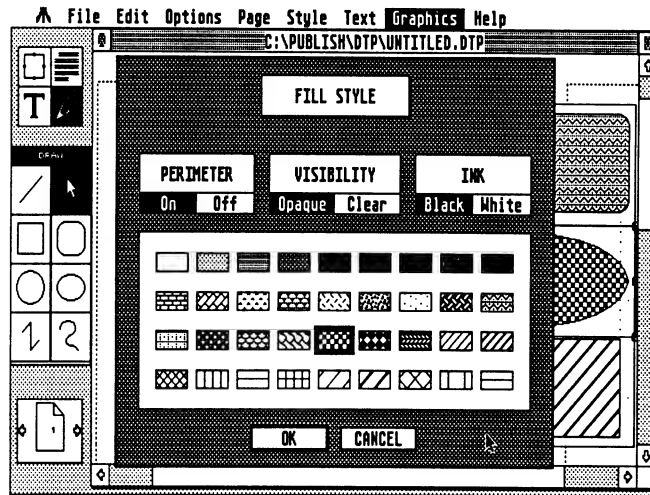 File Edit Options Page Style Text Graphics Help
C:\PUBLISH\DTP\UNTITLED.DTP
T
DRAW
FILL STYLE
PERIMETER VISIBILITY INK
On Off Opaque Clear Black White
1
OK CANCEL